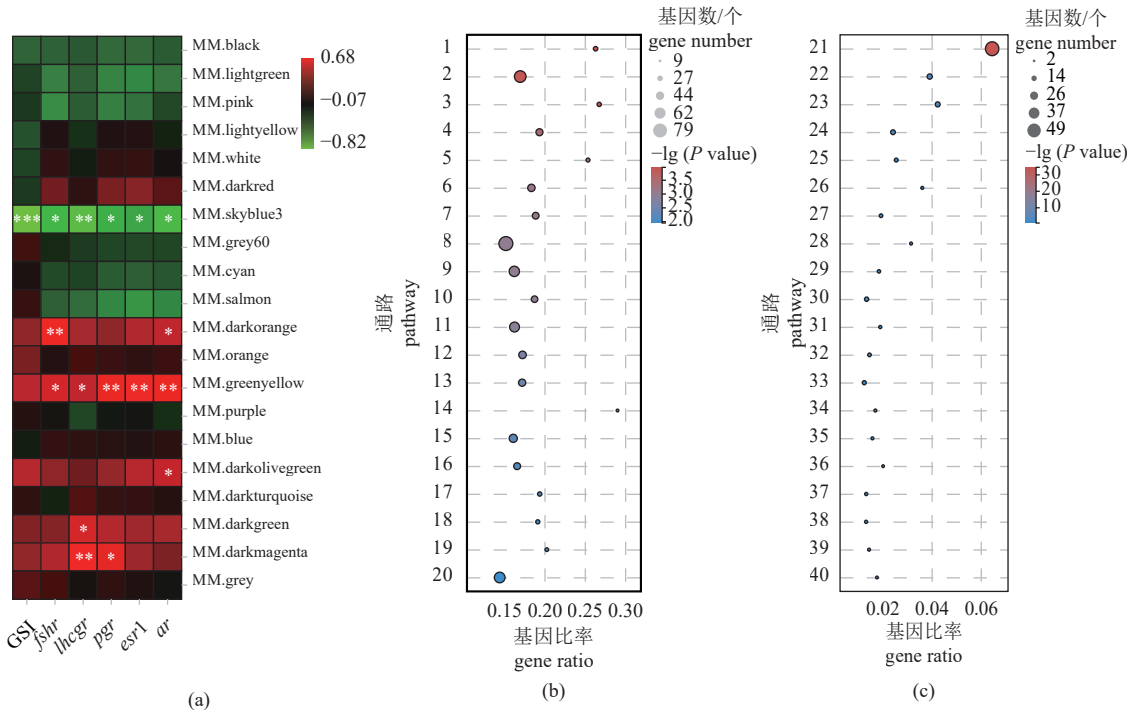 MM.black
MM.lightgreen
MM.pink
MM.lightyellow
MM.white
MM.darkred
MM.skyblue3
MM.grey60
MM.cyan
MM.salmon
MM.darkorange
MM.orange
MM.greenyellow
MM.purple
MM.blue
MM.darkolivegreen
MM.darkturquoise
MM.darkgreen
MM.darkmagenta
MM.grey
*** * ** * * *
** *
* * ** ** **
*
*
** *
0.68
−0.07
−0.82
GSI fshr lhcgr pgr esr1 ar
(a)
通路
pathway
1
2
3
4
5
6
7
8
9
10
11
12
13
14
15
16
17
18
19
20
0.15 0.20 0.25 0.30
基因比率
gene ratio
(b)
基因数/个
gene number
9
27
44
62
79
−lg (P value)
3.5
3.0
2.5
2.0
通路
pathway
21
22
23
24
25
26
27
28
29
30
31
32
33
34
35
36
37
38
39
40
0.02 0.04 0.06
基因比率
gene ratio
(c)
基因数/个
gene number
2
14
26
37
49
−lg (P value)
30
20
10